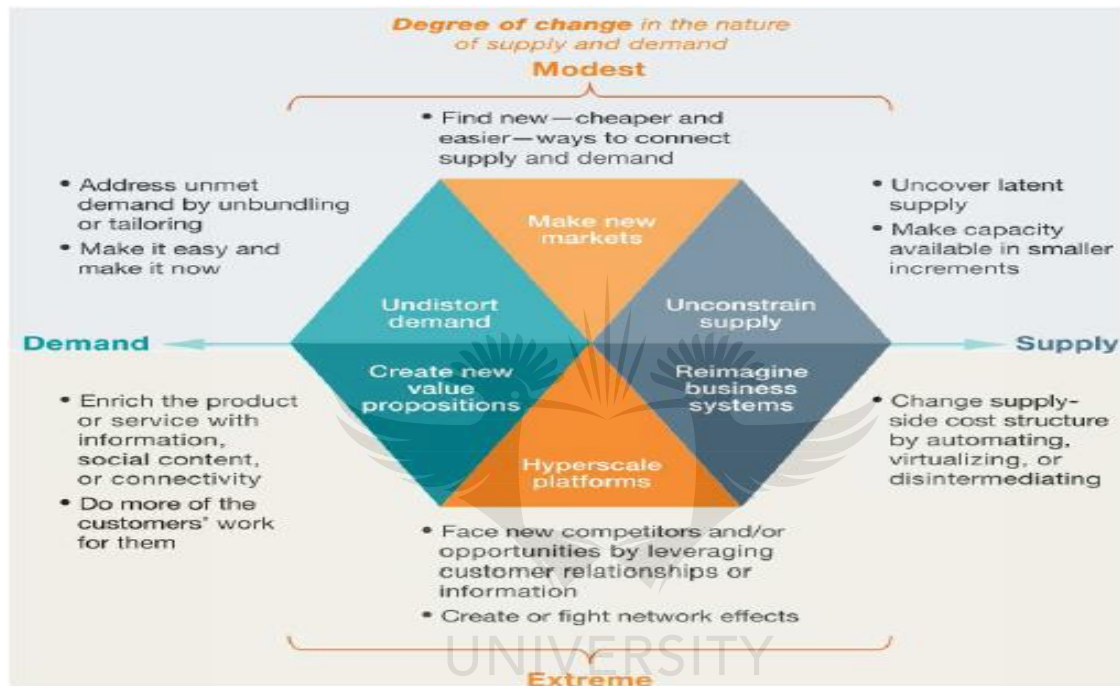 Degree of change in the nature
of supply and demand
Modest
• Find new—cheaper and
easier—ways to connect
supply and demand
• Address unmet
demand by unbundling
or tailoring
• Make it easy and
make it now
• Uncover latent
supply
• Make capacity
available in smaller
increments
Make new
markets
Undistort
demand
Unconstrain
supply
Demand
Supply
Create new
value
propositions
Reimagine
business
systems
Hyperscale
platforms
• Enrich the product
or service with
information,
social content,
or connectivity
• Do more of the
customers' work
for them
• Change supply-
side cost structure
by automating,
virtualizing, or
disintermediating
• Face new competitors and/or
opportunities by leveraging
customer relationships or
information
• Create or fight network effects
UNIVERSITY
Extreme